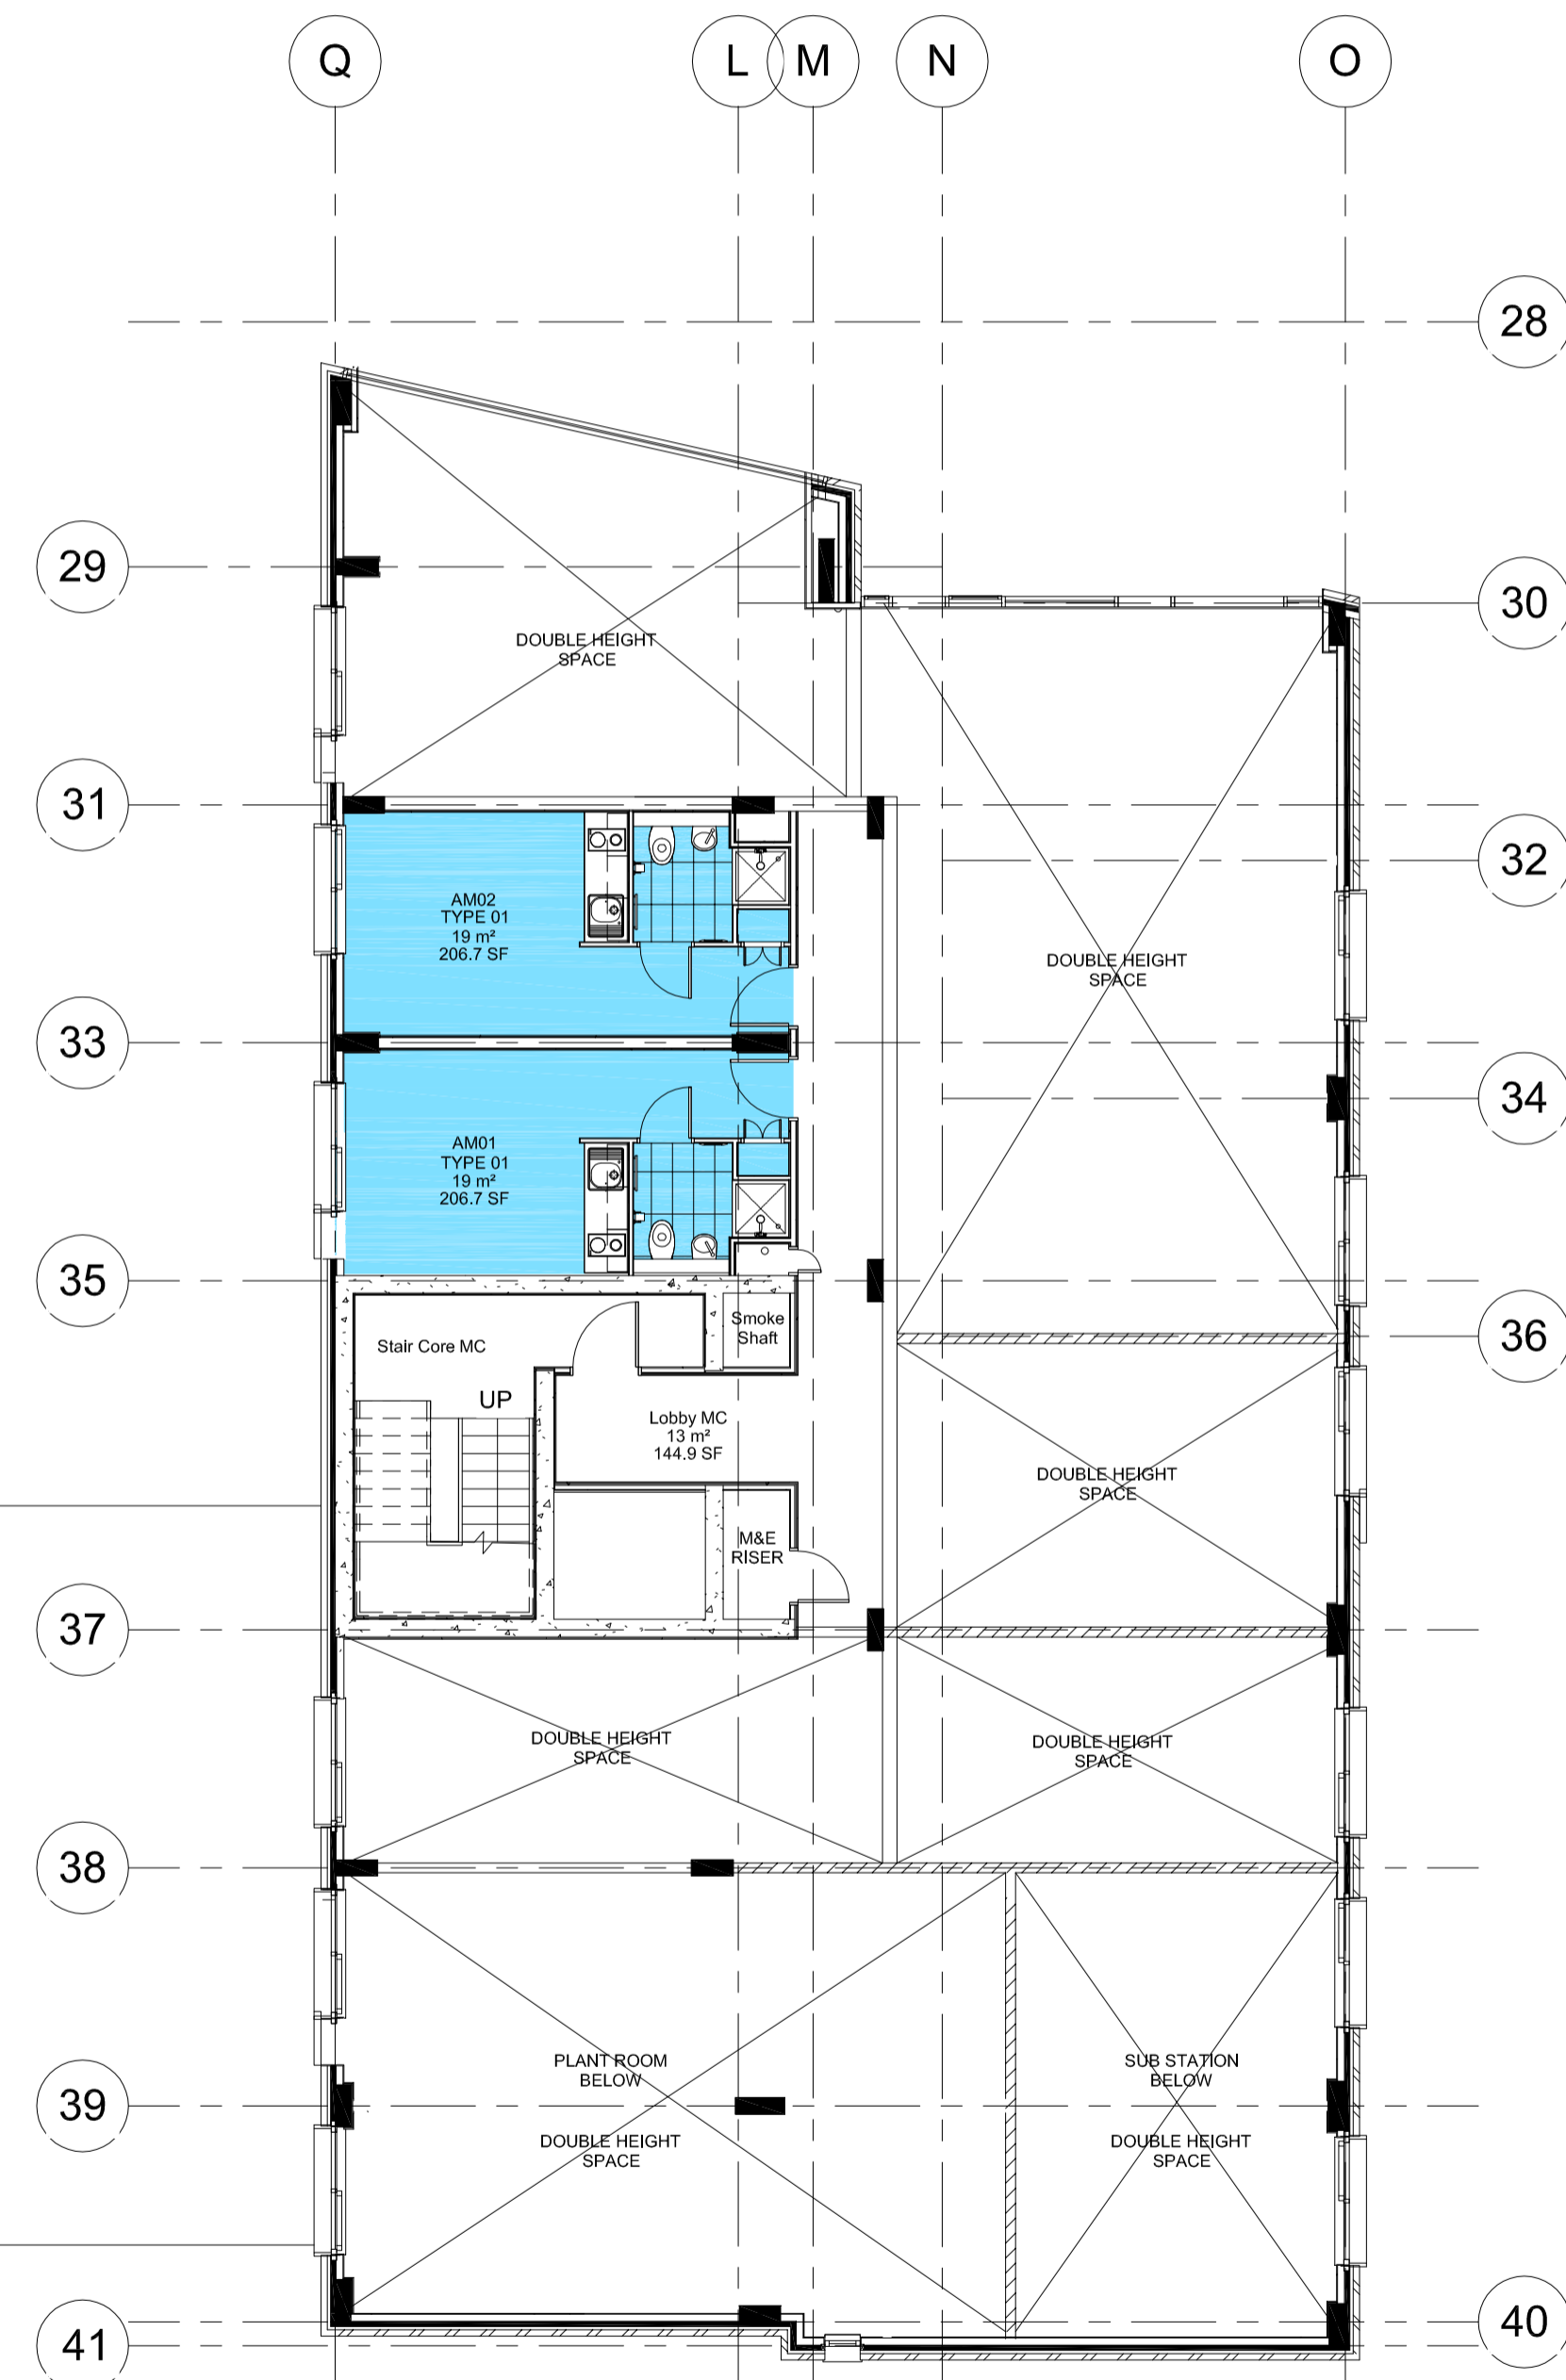 Q
L
M
N
O
28
29
30
DOUBLE HEIGHT
SPACE
31
32
AM02
TYPE 01
19 m²
206.7 SF
DOUBLE HEIGHT
SPACE
33
34
AM01
TYPE 01
19 m²
206.7 SF
35
36
Smoke
Shaft
Stair Core MC
UP
Lobby MC
13 m²
144.9 SF
DOUBLE HEIGHT
SPACE
M&E
RISER
37
DOUBLE HEIGHT
SPACE
DOUBLE HEIGHT
SPACE
38
PLANT ROOM
BELOW
SUB STATION
BELOW
39
DOUBLE HEIGHT
SPACE
DOUBLE HEIGHT
SPACE
40
41